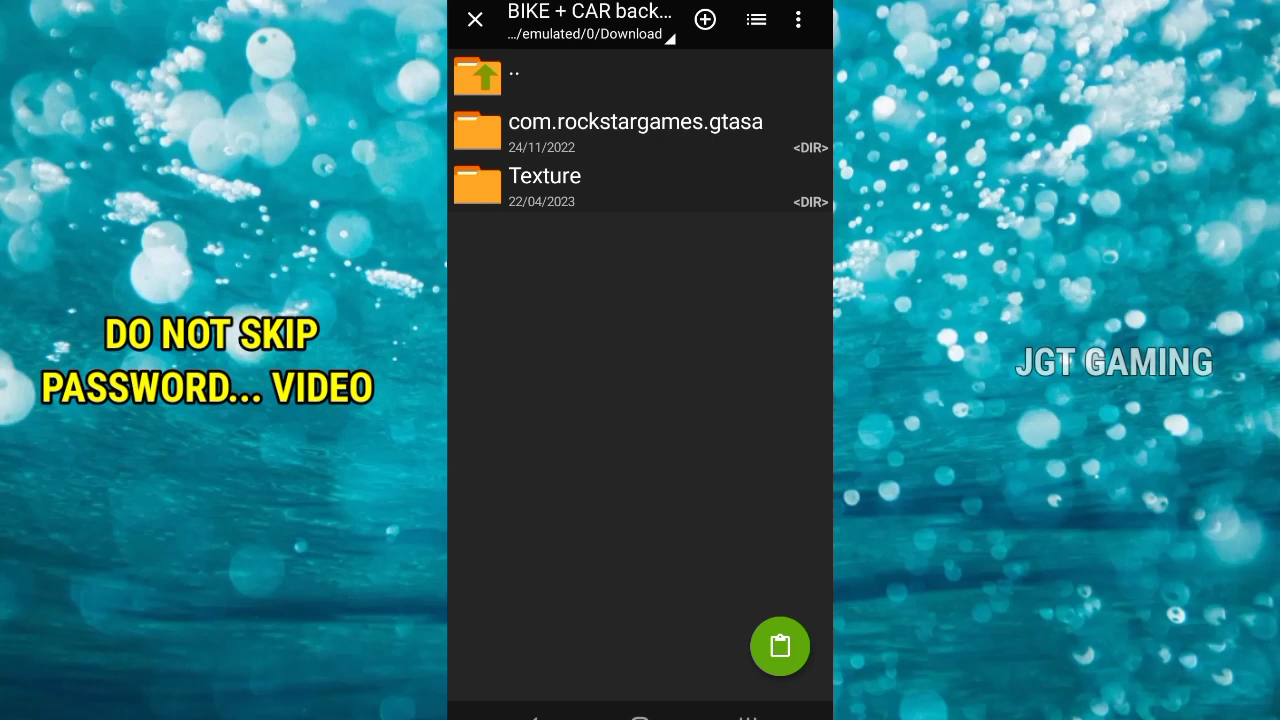 BIKE + CAR back...
.../emulated/0/Download
..
com.rockstargames.gtasa
24/11/2022
<DIR>
Texture
22/04/2023
<DIR>
DO NOT SKIP
PASSWORD... VIDEO
JGT GAMING